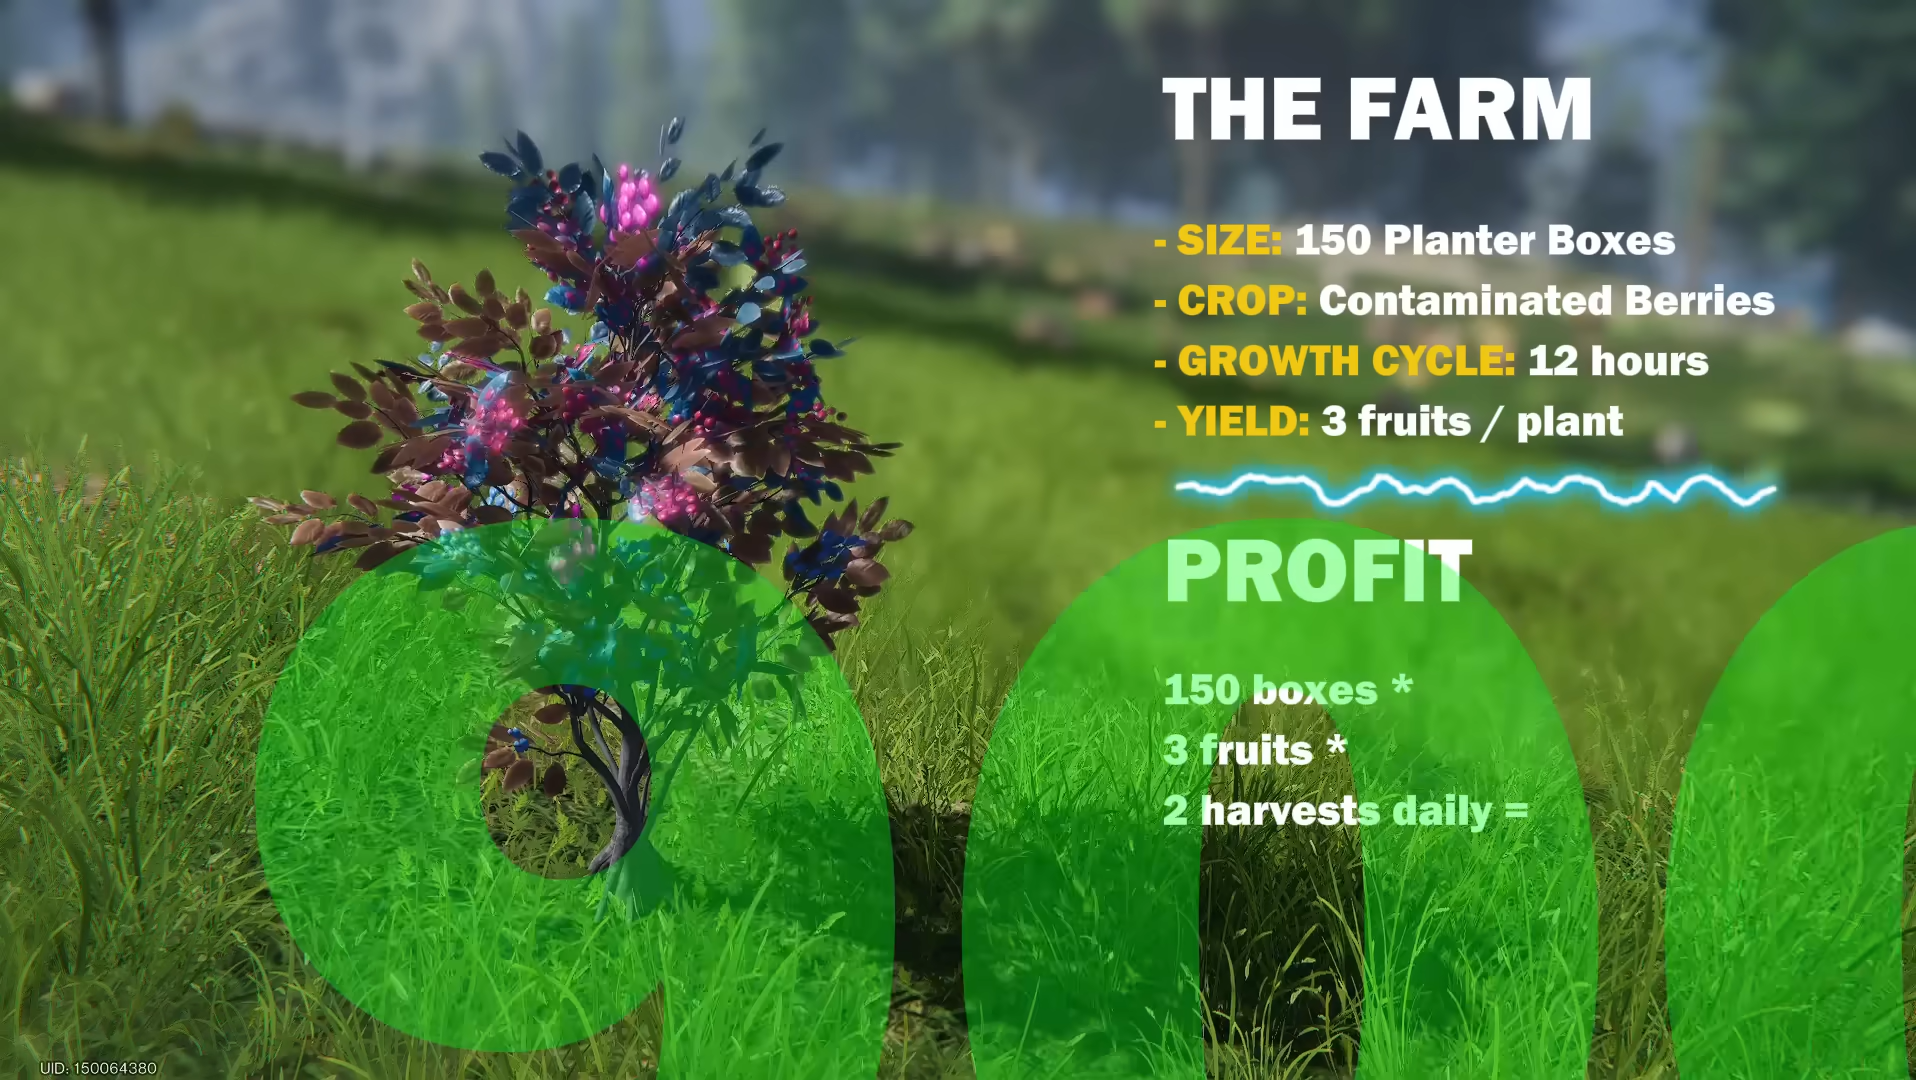 THE FARM
- SIZE: 150 Planter Boxes
- CROP: Contaminated Berries
- GROWTH CYCLE: 12 hours
- YIELD: 3 fruits / plant
PROFIT
150 boxes *
3 fruits *
2 harvests daily =
900
UID: 150064380